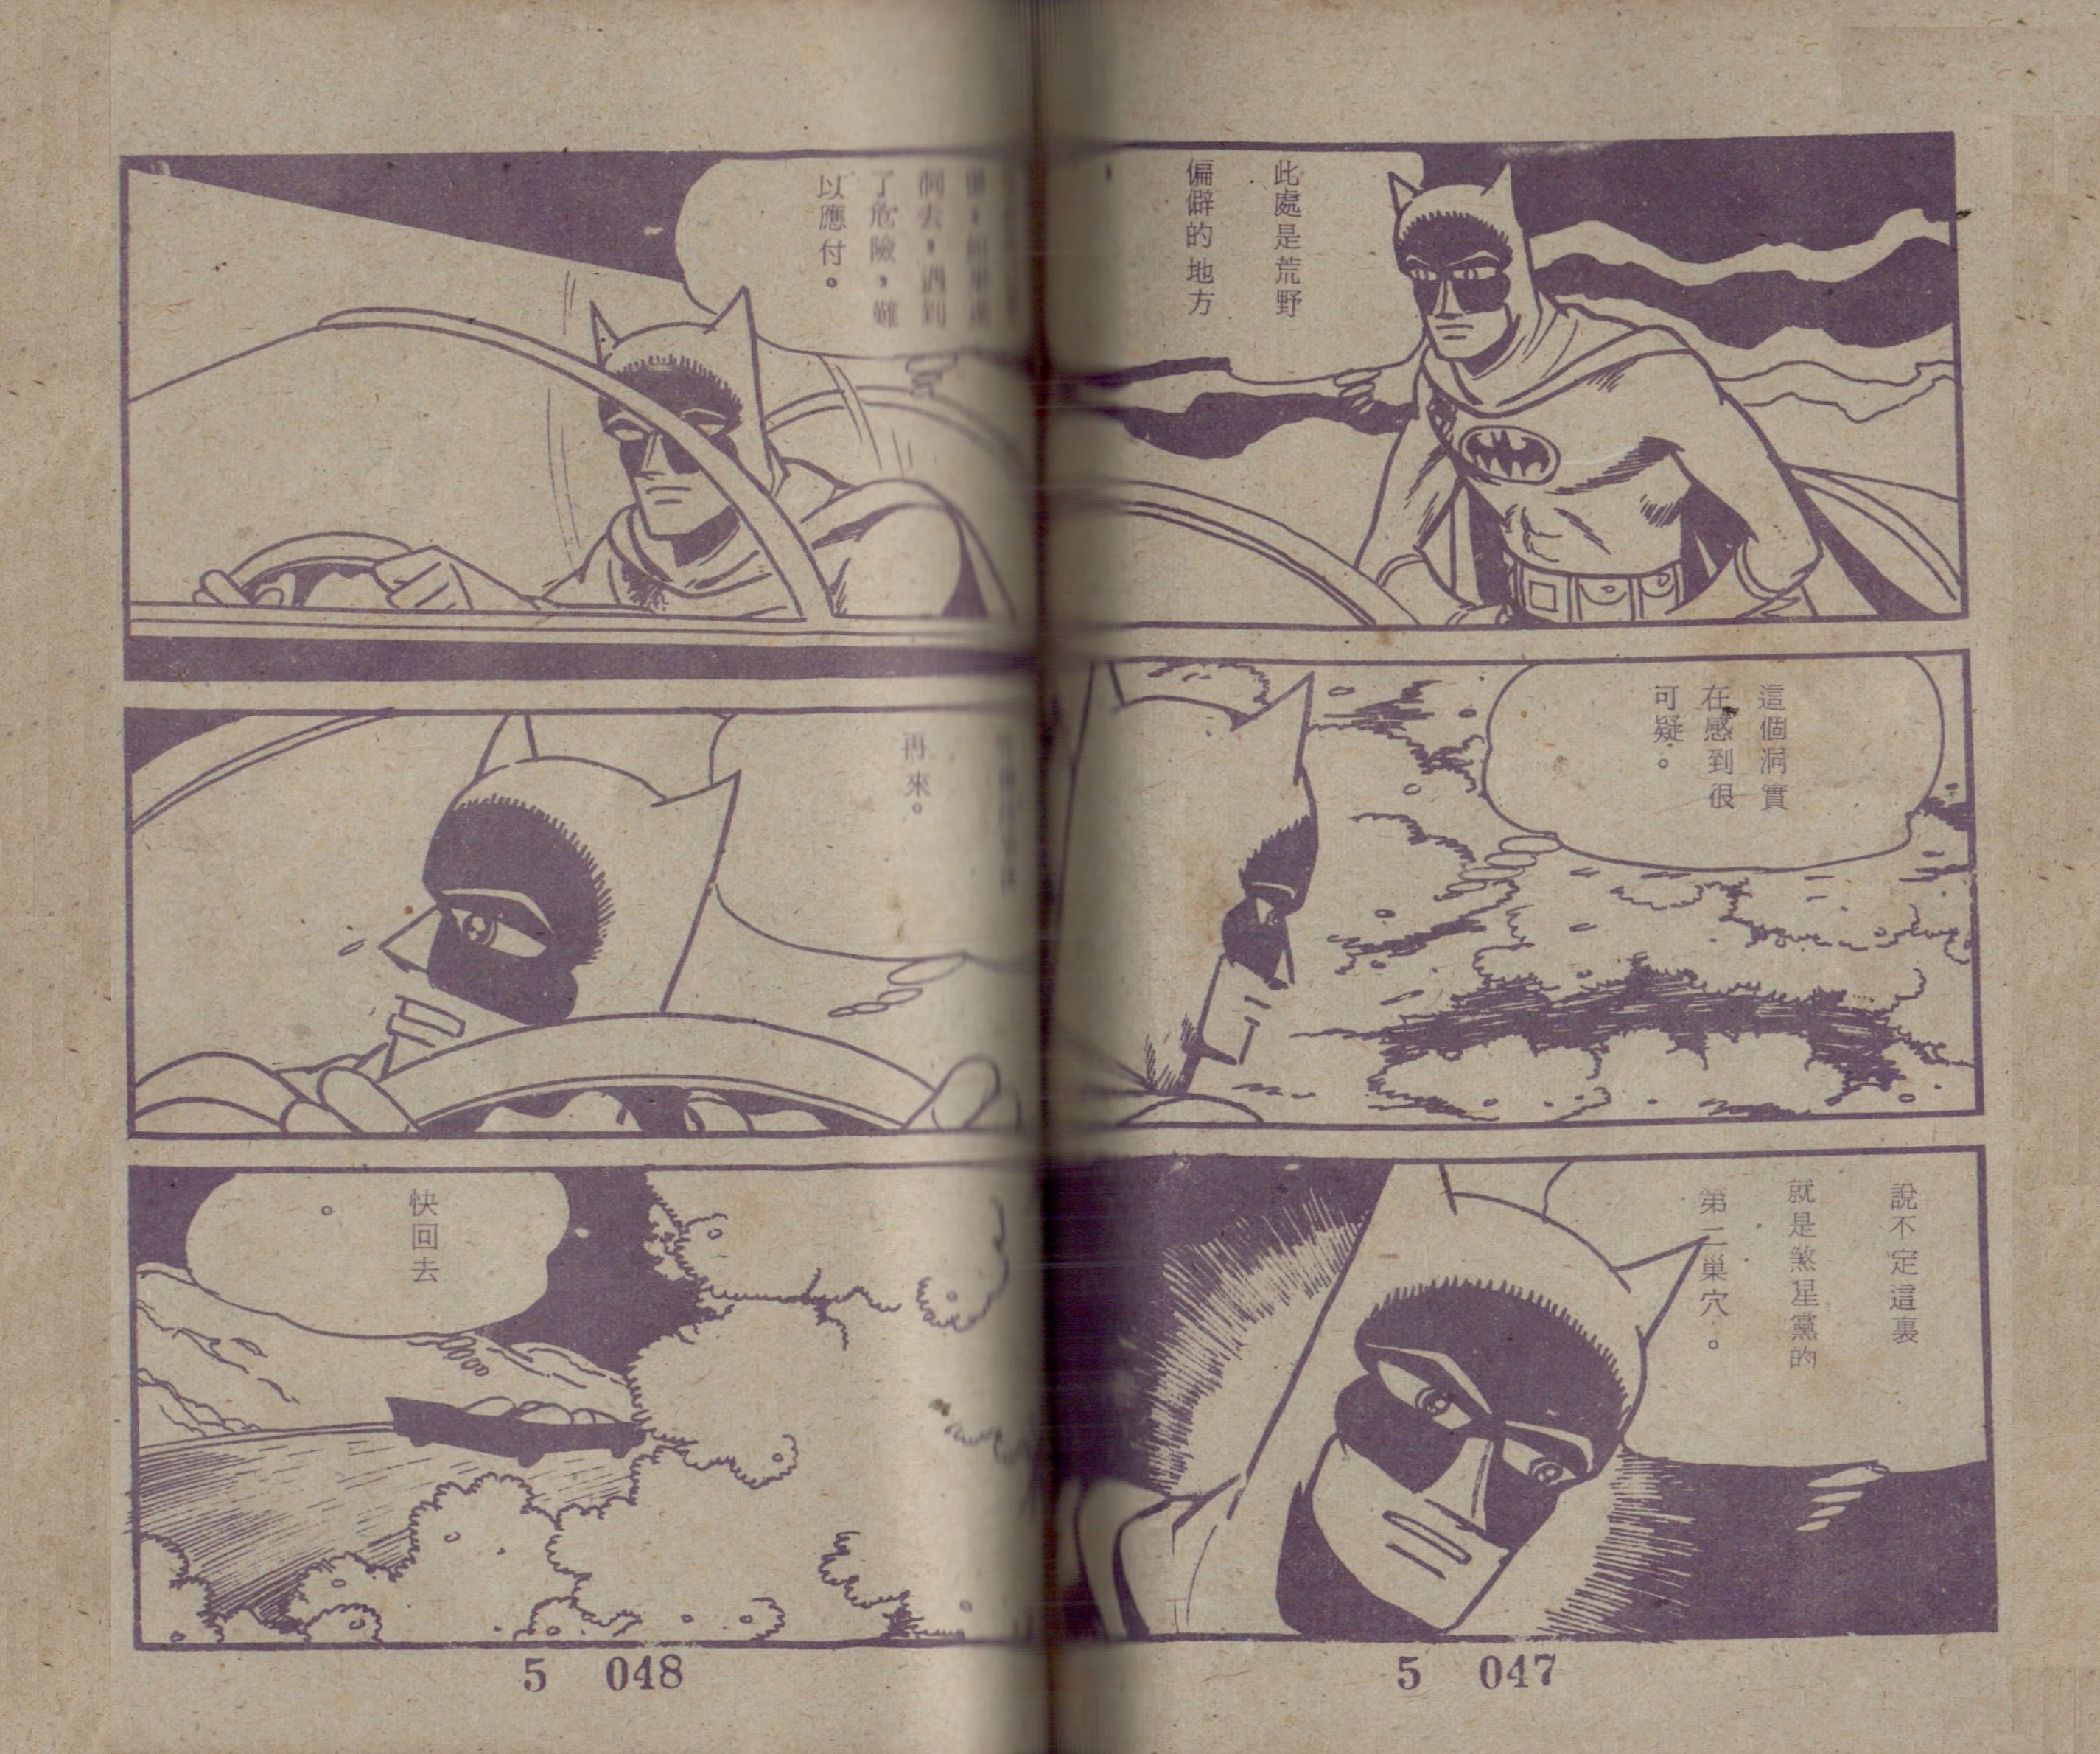 此處是荒野
偏僻的地方
這個洞實
在感到很
可疑。
說不定這裏
就是煞星黨的
第二巢穴。
5 047
洞去，遇到
了危險，難
以應付。
再來。
快回去
。
5 048